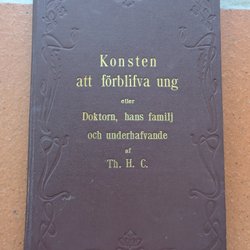 Konsten
att förblifva ung
eller
Doktorn, hans familj
och underhafvande
af
Th. H. C.